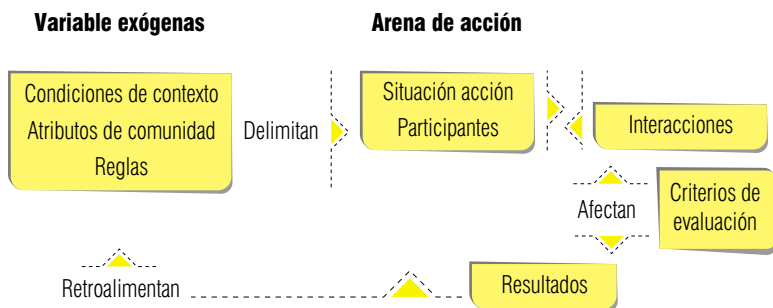 Variable exógenas
Arena de acción
Condiciones de contexto
Atributos de comunidad
Reglas
Delimitan
Situación acción
Participantes
Interacciones
Afectan
Criterios de
evaluación
Retroalimentan
Resultados